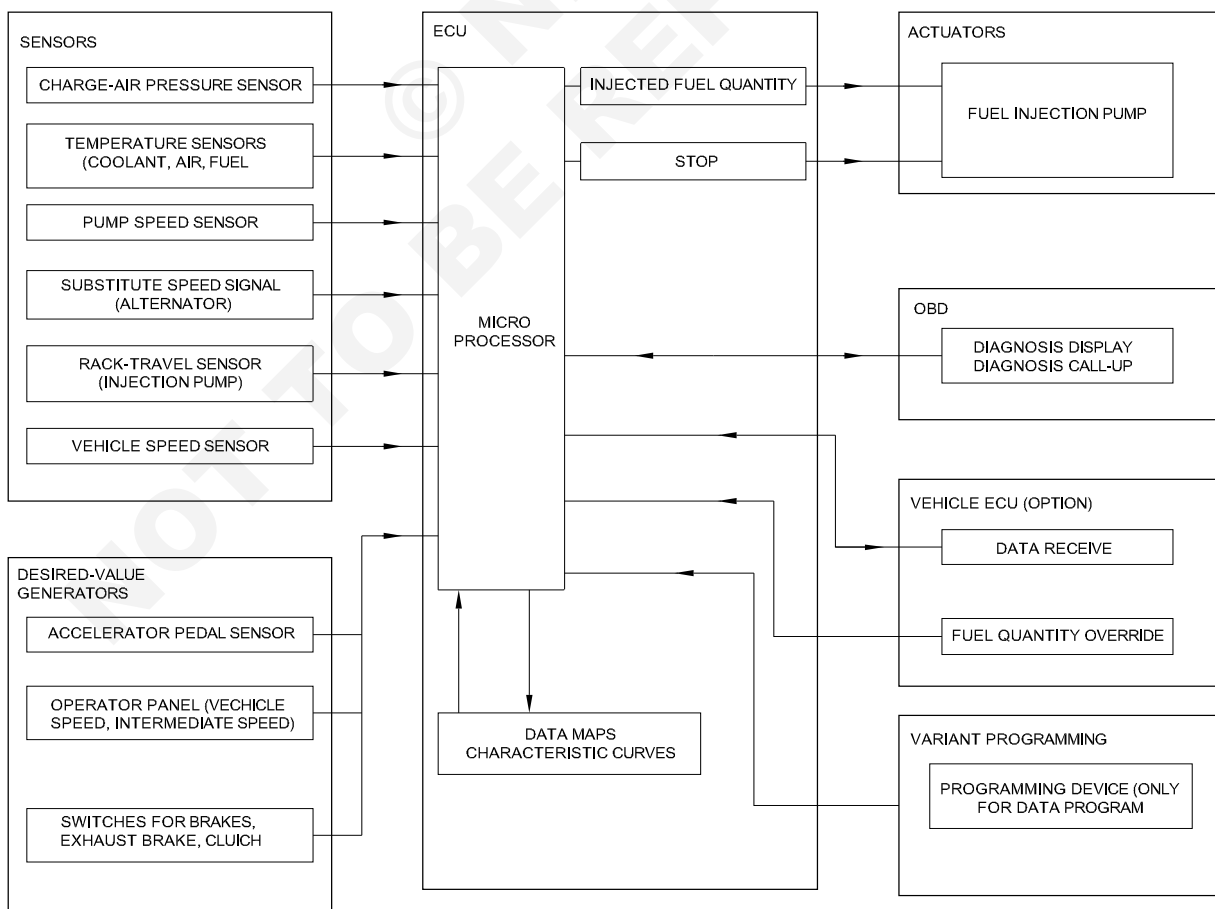 SENSORS
CHARGE-AIR PRESSURE SENSOR
TEMPERATURE SENSORS
(COOLANT, AIR, FUEL
PUMP SPEED SENSOR
SUBSTITUTE SPEED SIGNAL
(ALTERNATOR)
RACK-TRAVEL SENSOR
(INJECTION PUMP)
VEHICLE SPEED SENSOR
DESIRED-VALUE
GENERATORS
ACCELERATOR PEDAL SENSOR
OPERATOR PANEL (VECHICLE
SPEED, INTERMEDIATE SPEED)
SWITCHES FOR BRAKES,
EXHAUST BRAKE, CLUICH
ECU
MICRO
PROCESSOR
INJECTED FUEL QUANTITY
STOP
DATA MAPS
CHARACTERISTIC CURVES
ACTUATORS
FUEL INJECTION PUMP
OBD
DIAGNOSIS DISPLAY
DIAGNOSIS CALL-UP
VEHICLE ECU (OPTION)
DATA RECEIVE
FUEL QUANTITY OVERRIDE
VARIANT PROGRAMMING
PROGRAMMING DEVICE (ONLY
FOR DATA PROGRAM
©
NOT TO BE